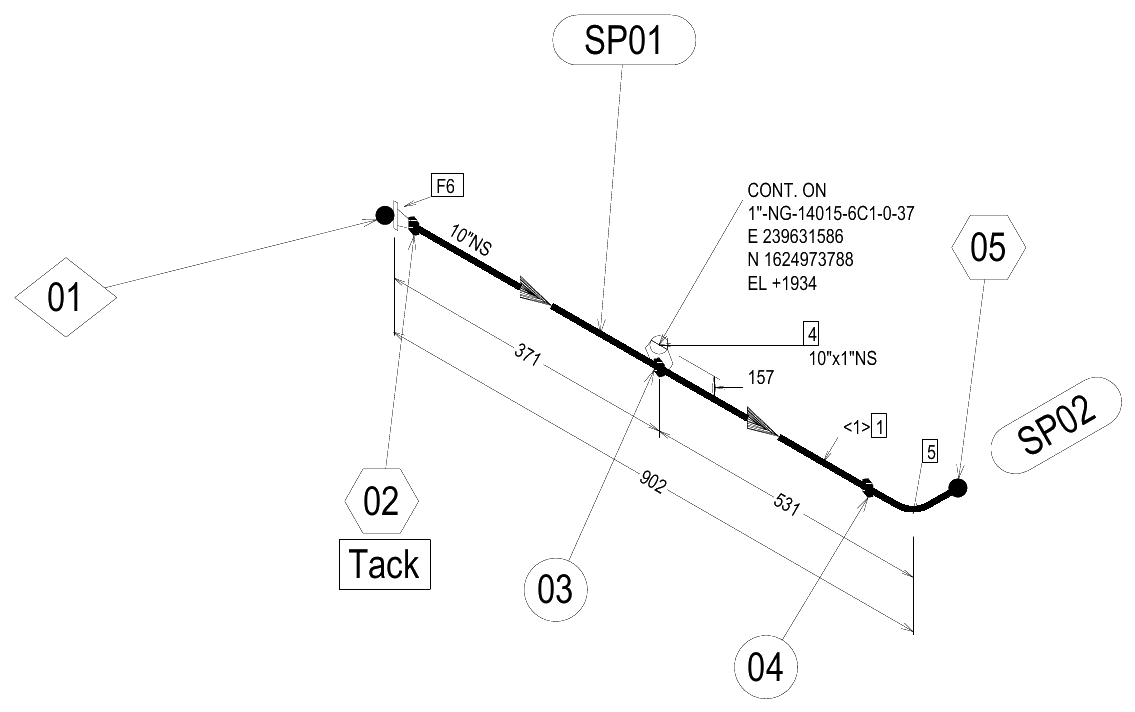 SP01
F6
CONT. ON
1"-NG-14015-6C1-0-37
E 239631586
N 1624973788
EL +1934
10"NS
05
01
4
10"x1"NS
371
157
SP02
<1>1
5
902
531
02
Tack
03
04